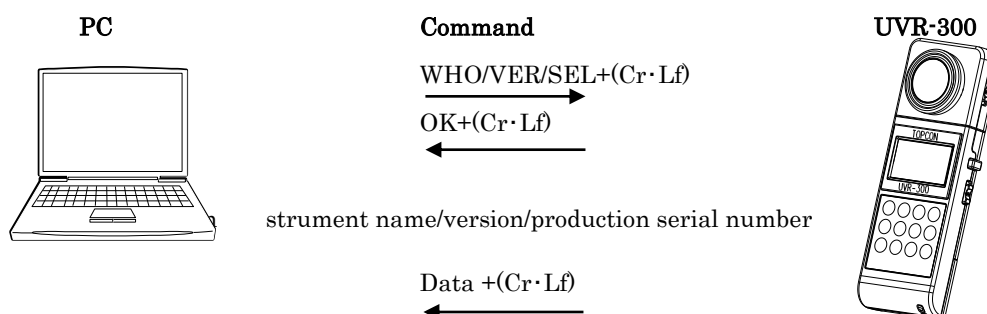 PC Command UVR-300
WHO/VER/SEL+(Cr・Lf)
OK+(Cr・Lf)
TOPCON
UVR-300
strument name/version/production serial number
Data +(Cr・Lf)